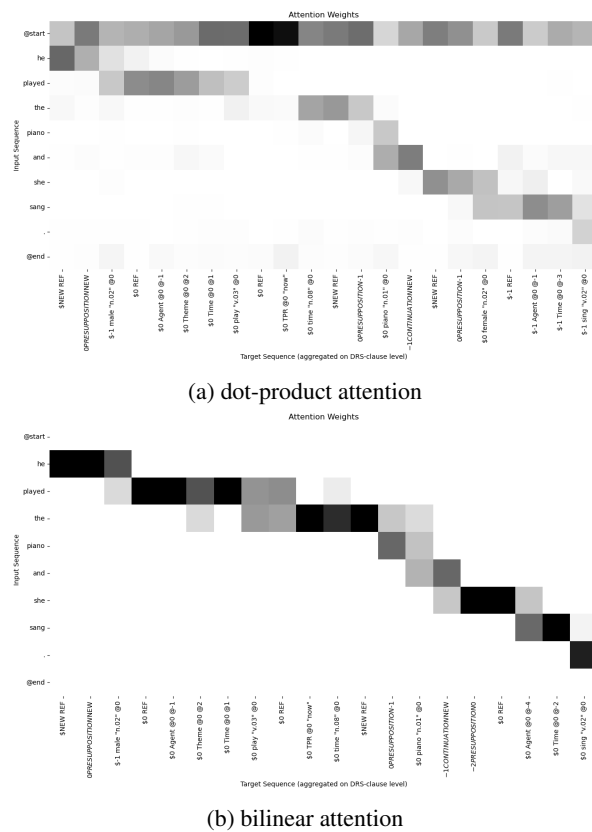 Attention Weights
Input Sequence
@start
he
played
the
piano
and
she
sang
.
@end
$NEW REF
0PRESUPPOSITIONNEW
$-1 male "n.02" @0
$0 REF
$0 Agent @0 @-1
$0 Theme @0 @2
$0 Time @0 @1
$0 play "v.03" @0
$0 REF
$0 TPR @0 "now"
$0 time "n.08" @0
$NEW REF
0PRESUPPOSITION-1
$0 piano "n.01" @0
-1CONTINUATIONNEW
$NEW REF
0PRESUPPOSITION-1
$0 female "n.02" @0
$-1 REF
$-1 Agent @0 @-1
$-1 Time @0 @-3
$-1 sing "v.02" @0
Target Sequence (aggregated on DRS-clause level)
(a) dot-product attention
Attention Weights
Input Sequence
@start
he
played
the
piano
and
she
sang
.
@end
$NEW REF
0PRESUPPOSITIONNEW
$-1 male "n.02" @0
$0 REF
$0 Agent @0 @-1
$0 Theme @0 @2
$0 Time @0 @1
$0 play "v.03" @0
$0 REF
$0 TPR @0 "now"
$0 time "n.08" @0
$NEW REF
0PRESUPPOSITION-1
$0 piano "n.01" @0
-1CONTINUATIONNEW
-2PRESUPPOSITION0
$0 REF
$0 Agent @0 @-4
$0 Time @0 @-2
$0 sing "v.02" @0
Target Sequence (aggregated on DRS-clause level)
(b) bilinear attention